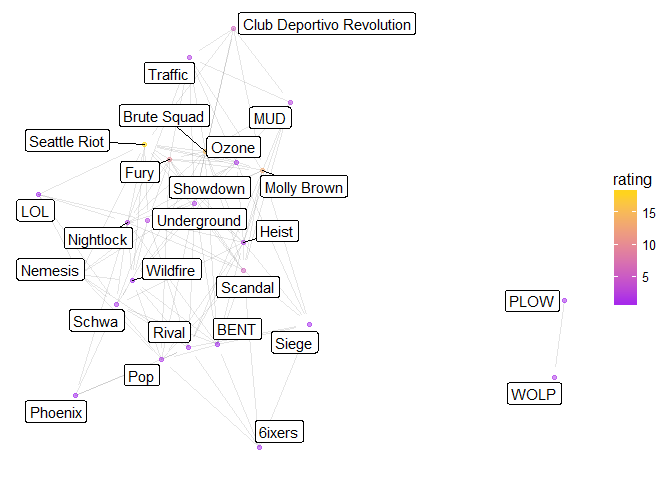 Club Deportivo Revolution
Traffic
Brute Squad
MUD
Seattle Riot
Ozone
Fury
rating
Showdown
Molly Brown
LOL
Underground
15
Nightlock
Heist
10
Nemesis
Wildfire
5
Scandal
PLOW
Schwa
Rival
BENT
Siege
Pop
WOLP
Phoenix
6ixers